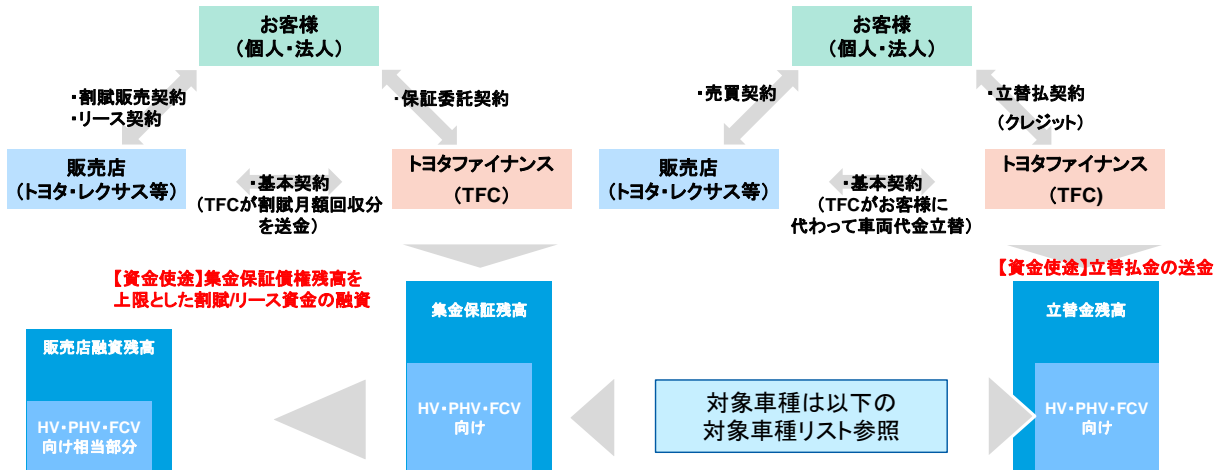 お客様
（個人・法人）
・割賦販売契約
・リース契約
・保証委託契約
販売店
（トヨタ・レクサス等）
・基本契約
（TFCが割賦月額回収分
を送金）
トヨタファイナンス
（TFC）
【資金使途】集金保証債権残高を
上限とした割賦/リース資金の融資
集金保証残高
販売店融資残高
HV・PHV・FCV
向け
HV・PHV・FCV
向け相当部分
お客様
（個人・法人）
・売買契約
・立替払契約
（クレジット）
販売店
（トヨタ・レクサス等）
・基本契約
（TFCがお客様に
代わって車両代金立替）
トヨタファイナンス
（TFC)
【資金使途】立替払金の送金
立替金残高
対象車種は以下の
対象車種リスト参照
HV・PHV・FCV
向け